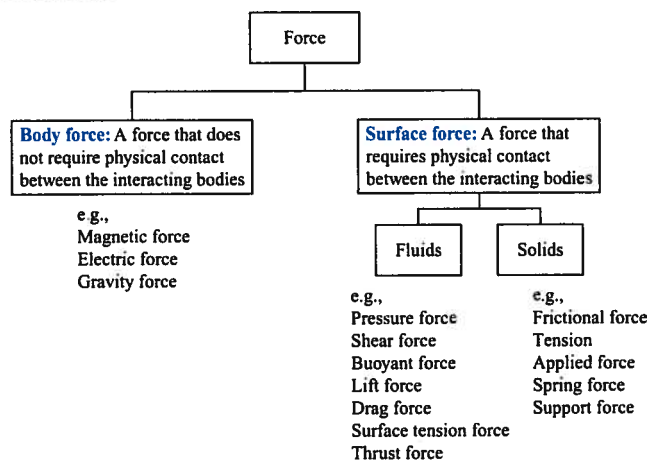 Force
Body force: A force that does
not require physical contact
between the interacting bodies
e.g.,
Magnetic force
Electric force
Gravity force
Surface force: A force that
requires physical contact
between the interacting bodies
Fluids
e.g.,
Pressure force
Shear force
Buoyant force
Lift force
Drag force
Surface tension force
Thrust force
Solids
e.g.,
Frictional force
Tension
Applied force
Spring force
Support force